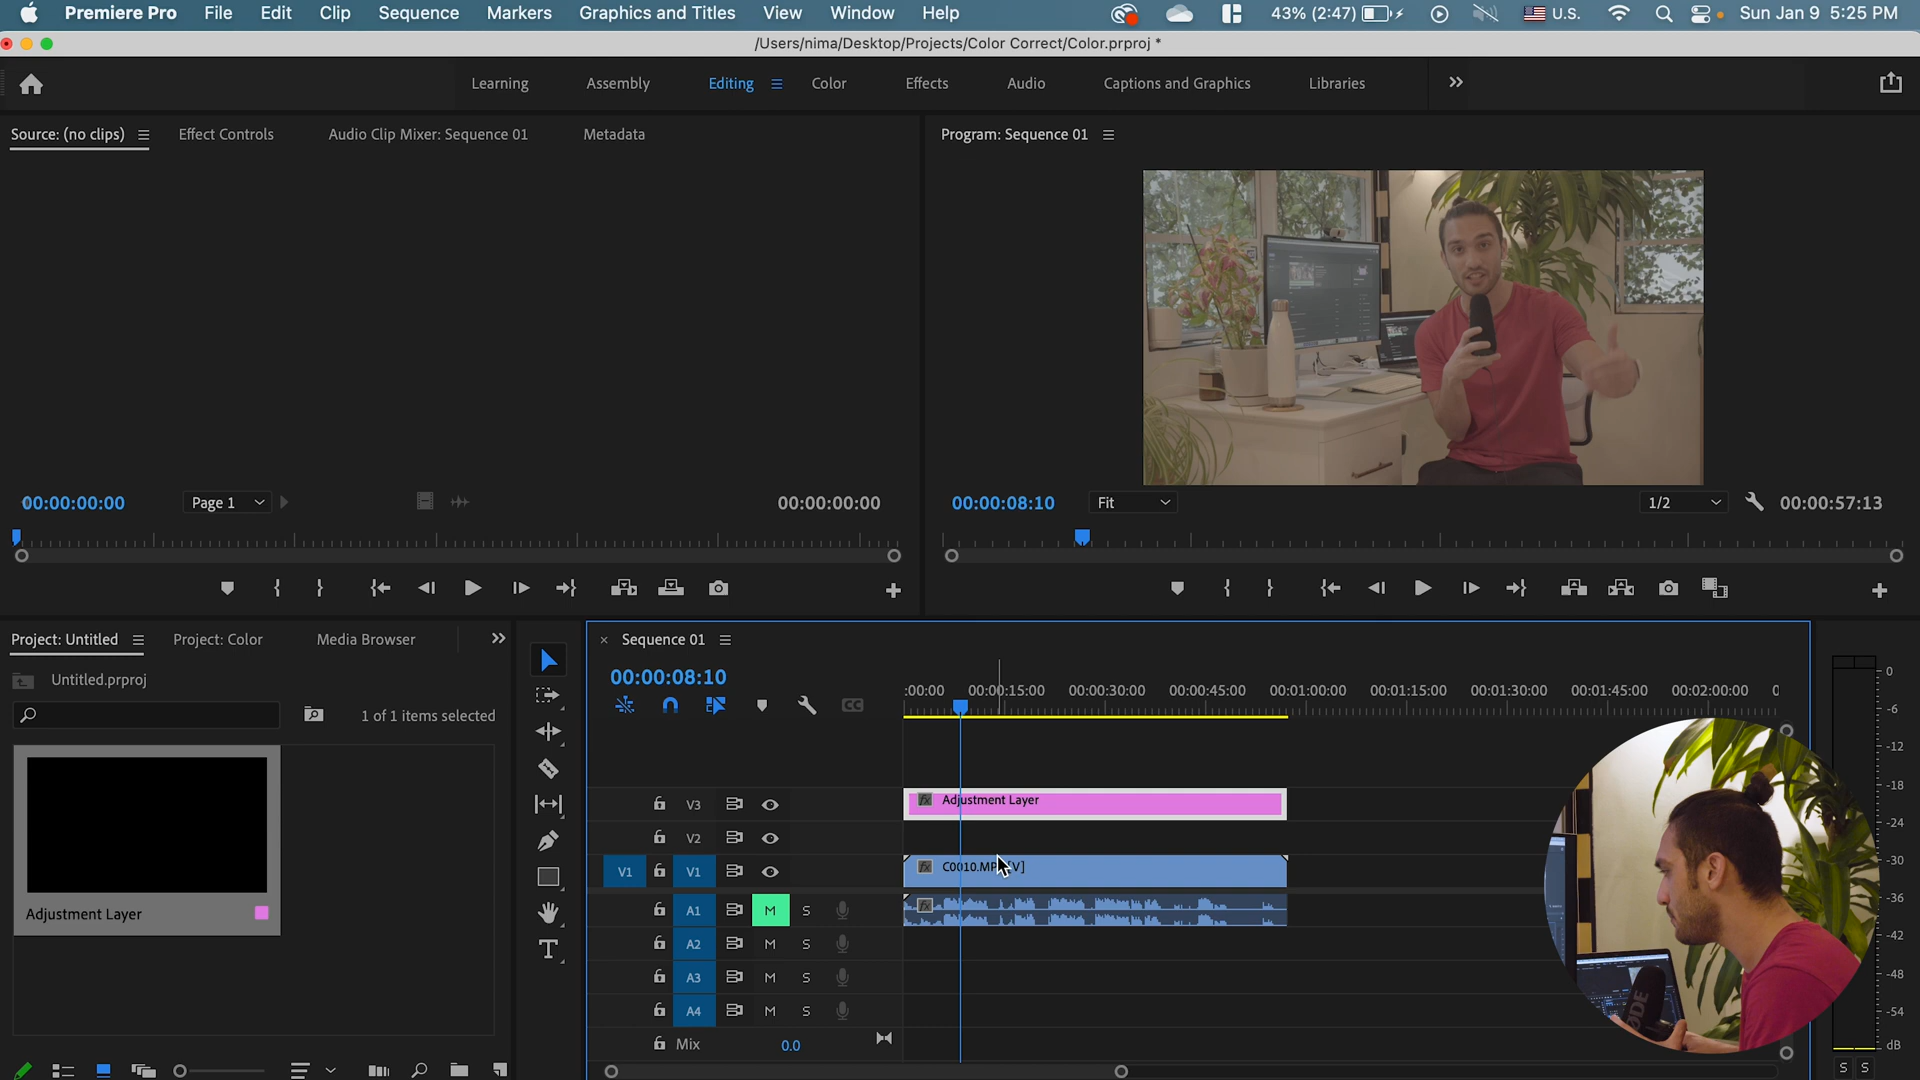 Premiere Pro File Edit Clip Sequence Markers Graphics and Titles View Window Help 43% (2:47) U.S. Sun Jan 9 5:25 PM
/Users/nima/Desktop/Projects/Color Correct/Color.prproj *
Learning Assembly Editing Color Effects Audio Captions and Graphics Libraries
Source: (no clips) Effect Controls Audio Clip Mixer: Sequence 01 Metadata
Program: Sequence 01
00:00:00:00 Page 1 00:00:00:00
00:00:08:10 Fit 1/2 00:00:57:13
Project: Untitled Project: Color Media Browser
Untitled.prproj
1 of 1 items selected
Adjustment Layer
Sequence 01
00:00:08:10
:00:00 00:00:15:00 00:00:30:00 00:00:45:00 00:01:00:00 00:01:15:00 00:01:30:00 00:01:45:00 00:02:00:00 0
CC
V3 fx Adjustment Layer
V2
V1 V1 fx C0010.MP [V]
A1 M S
A2 M S
A3 M S
A4 M S
Mix 0.0
0
-6
-12
-18
-24
-30
-36
-42
-48
-54
dB
S S